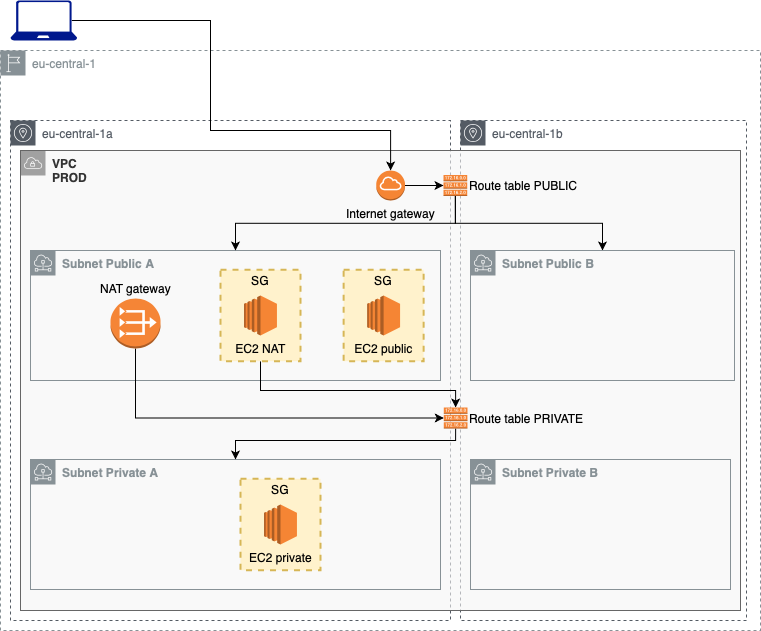 eu-central-1
eu-central-1a
eu-central-1b
VPC
PROD
Route table PUBLIC
Internet gateway
Subnet Public A
Subnet Public B
NAT gateway
SG
SG
EC2 NAT
EC2 public
Route table PRIVATE
Subnet Private A
Subnet Private B
SG
EC2 private